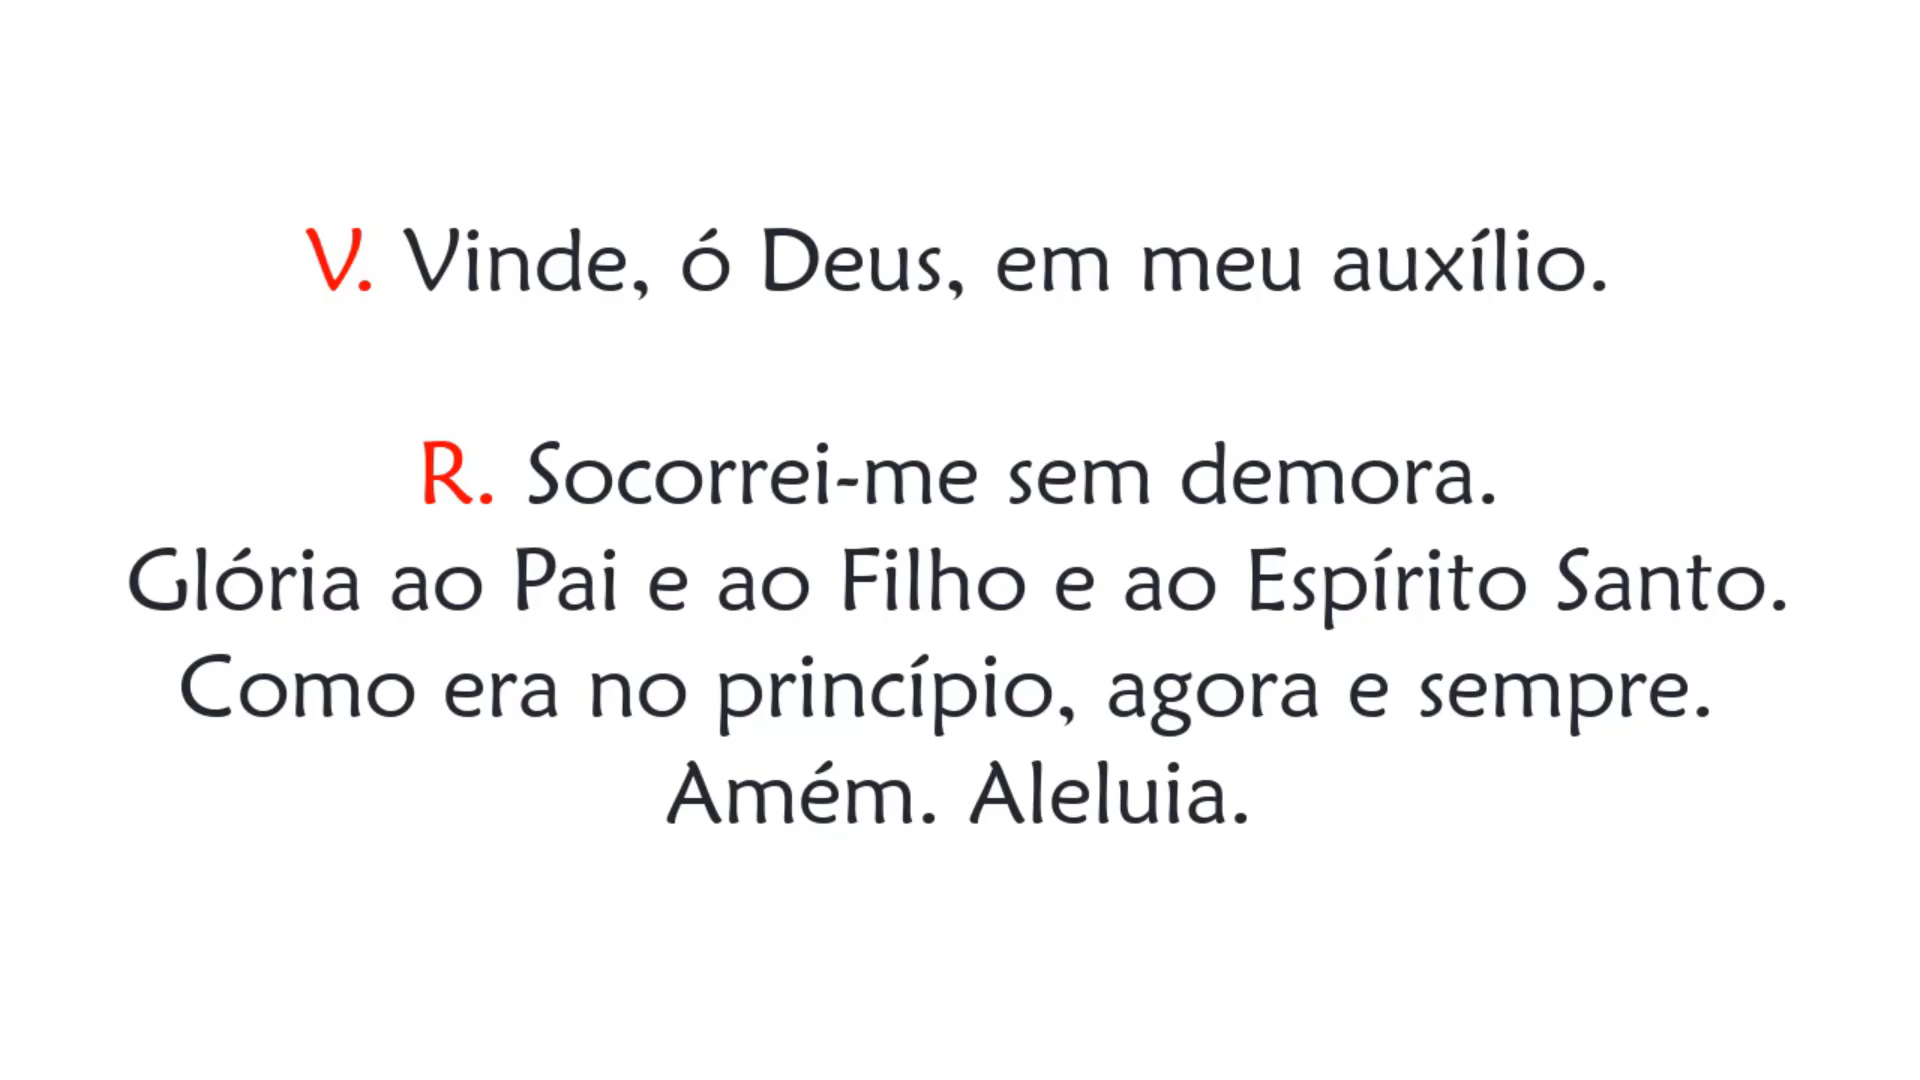 V. Vinde, ó Deus, em meu auxílio.
R. Socorrei-me sem demora.
Glória ao Pai e ao Filho e ao Espírito Santo.
Como era no princípio, agora e sempre.
Amém. Aleluia.